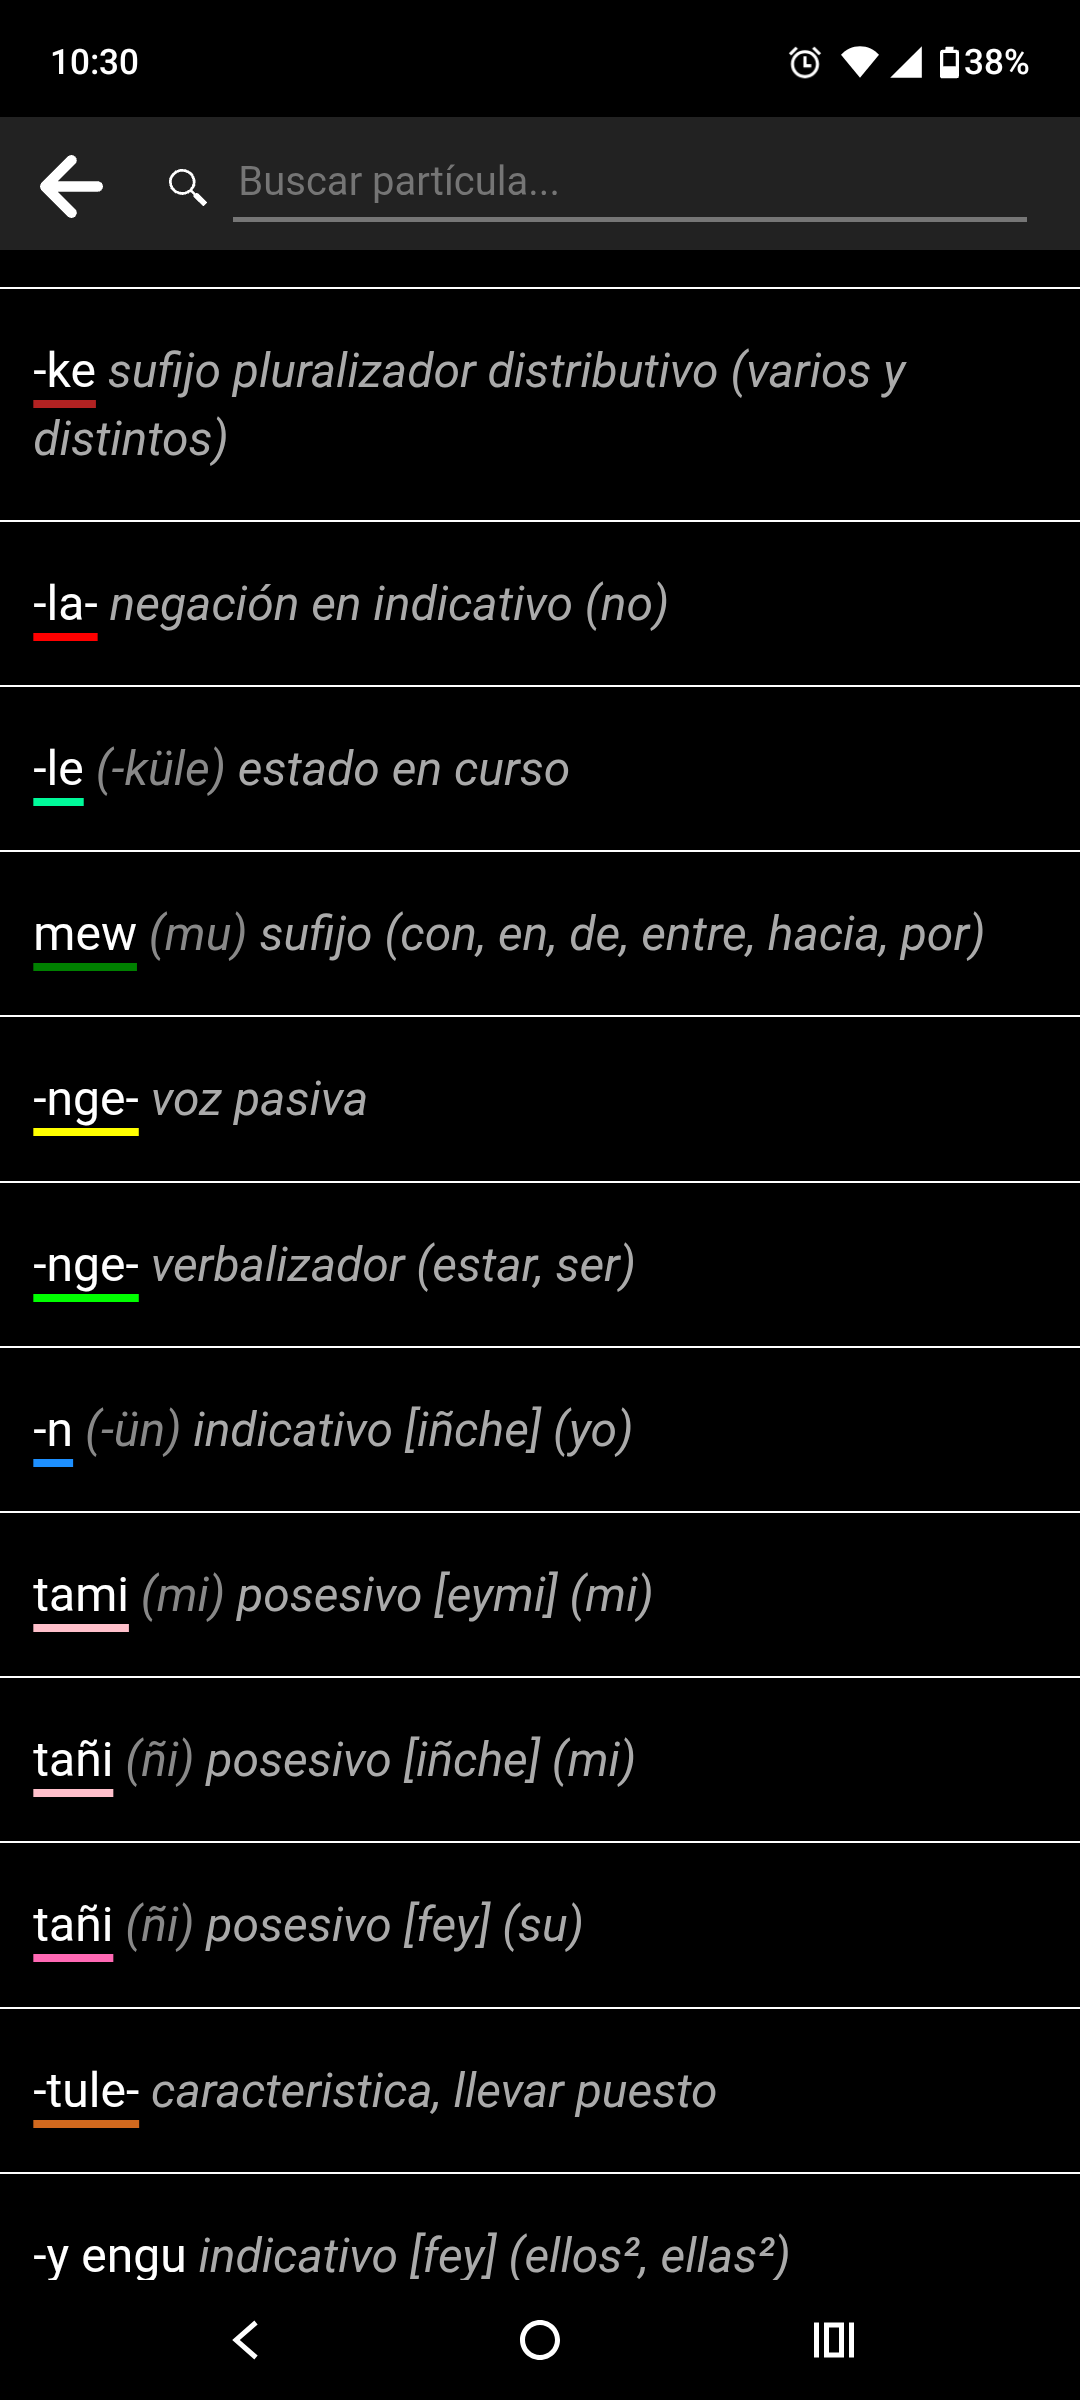 10:30
38%
Buscar partícula...
-ke sufijo pluralizador distributivo (varios y
distintos)
-la- negación en indicativo (no)
-le (-küle) estado en curso
mew (mu) sufijo (con, en, de, entre, hacia, por)
-nge- voz pasiva
-nge- verbalizador (estar, ser)
-n (-ün) indicativo [iñche] (yo)
tami (mi) posesivo [eymi] (mi)
tañi (ñi) posesivo [iñche] (mi)
tañi (ñi) posesivo [fey] (su)
-tule- caracteristica, llevar puesto
-y engu indicativo [fey] (ellos², ellas²)